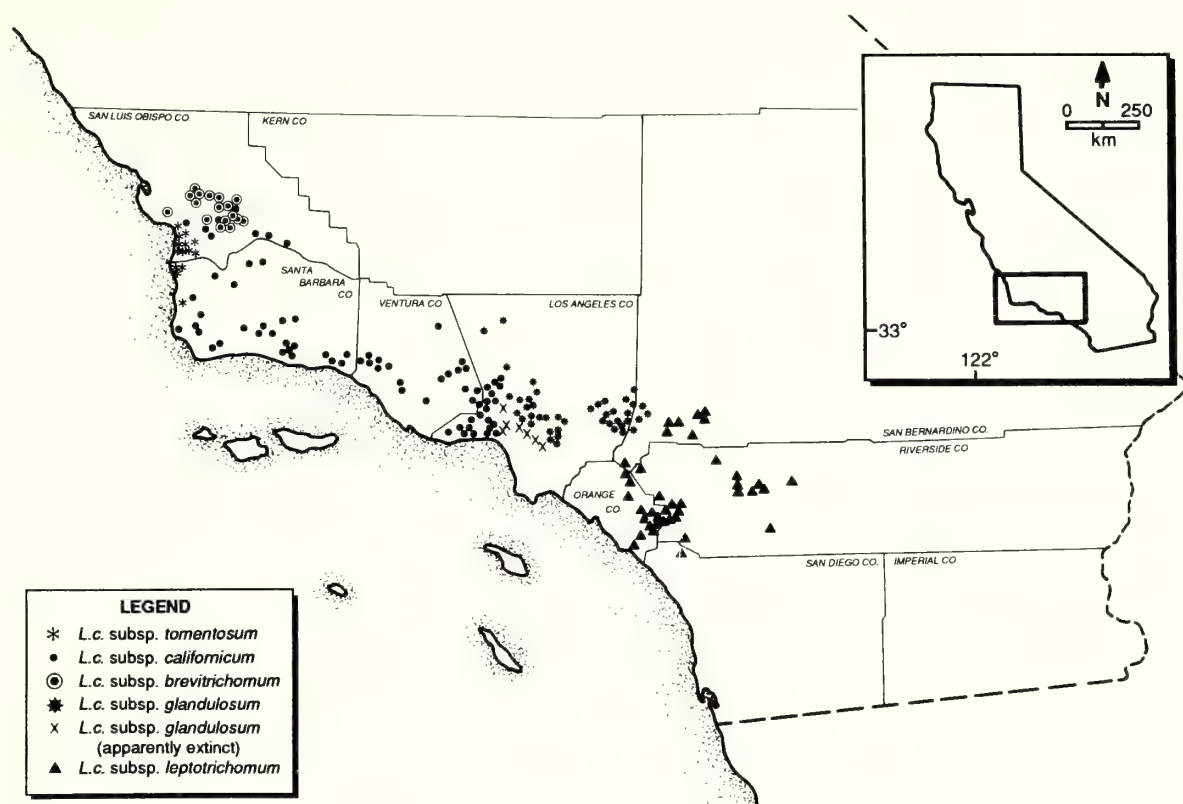 N
0 250
km
33°
122°
SAN LUIS OBISPO CO.
KERN CO
SANTA
BARBARA
CO
VENTURA CO
LOS ANGELES CO
SAN BERNARDINO CO.
RIVERSIDE CO
ORANGE
CO
SAN DIEGO CO.
IMPERIAL CO
LEGEND
L.c. subsp. tomentosum
L.c. subsp. californicum
L.c. subsp. brevitrichomum
L.c. subsp. glandulosum
L.c. subsp. glandulosum
(apparently extinct)
L.c. subsp. leptotrichomum